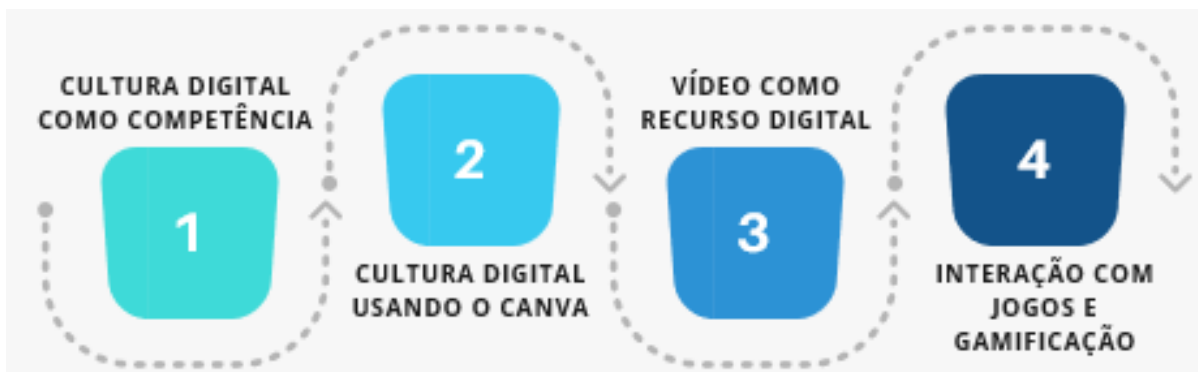 CULTURA DIGITAL
COMO COMPETÊNCIA
1
2
CULTURA DIGITAL
USANDO O CANVA
VÍDEO COMO
RECURSO DIGITAL
3
4
INTERAÇÃO COM
JOGOS E
GAMIFICAÇÃO